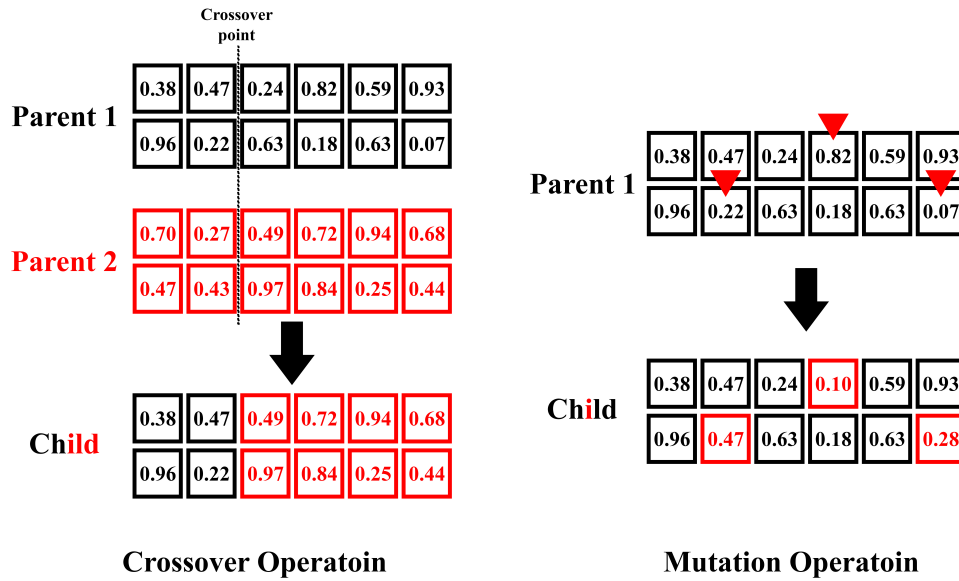 Crossover
point
Parent 1
0.38 0.47 0.24 0.82 0.59 0.93
0.96 0.22 0.63 0.18 0.63 0.07
Parent 2
0.70 0.27 0.49 0.72 0.94 0.68
0.47 0.43 0.97 0.84 0.25 0.44
Child
0.38 0.47 0.49 0.72 0.94 0.68
0.96 0.22 0.97 0.84 0.25 0.44
Crossover Operatoin
Parent 1
0.38 0.47 0.24 0.82 0.59 0.93
0.96 0.22 0.63 0.18 0.63 0.07
Child
0.38 0.47 0.24 0.10 0.59 0.93
0.96 0.47 0.63 0.18 0.63 0.28
Mutation Operatoin